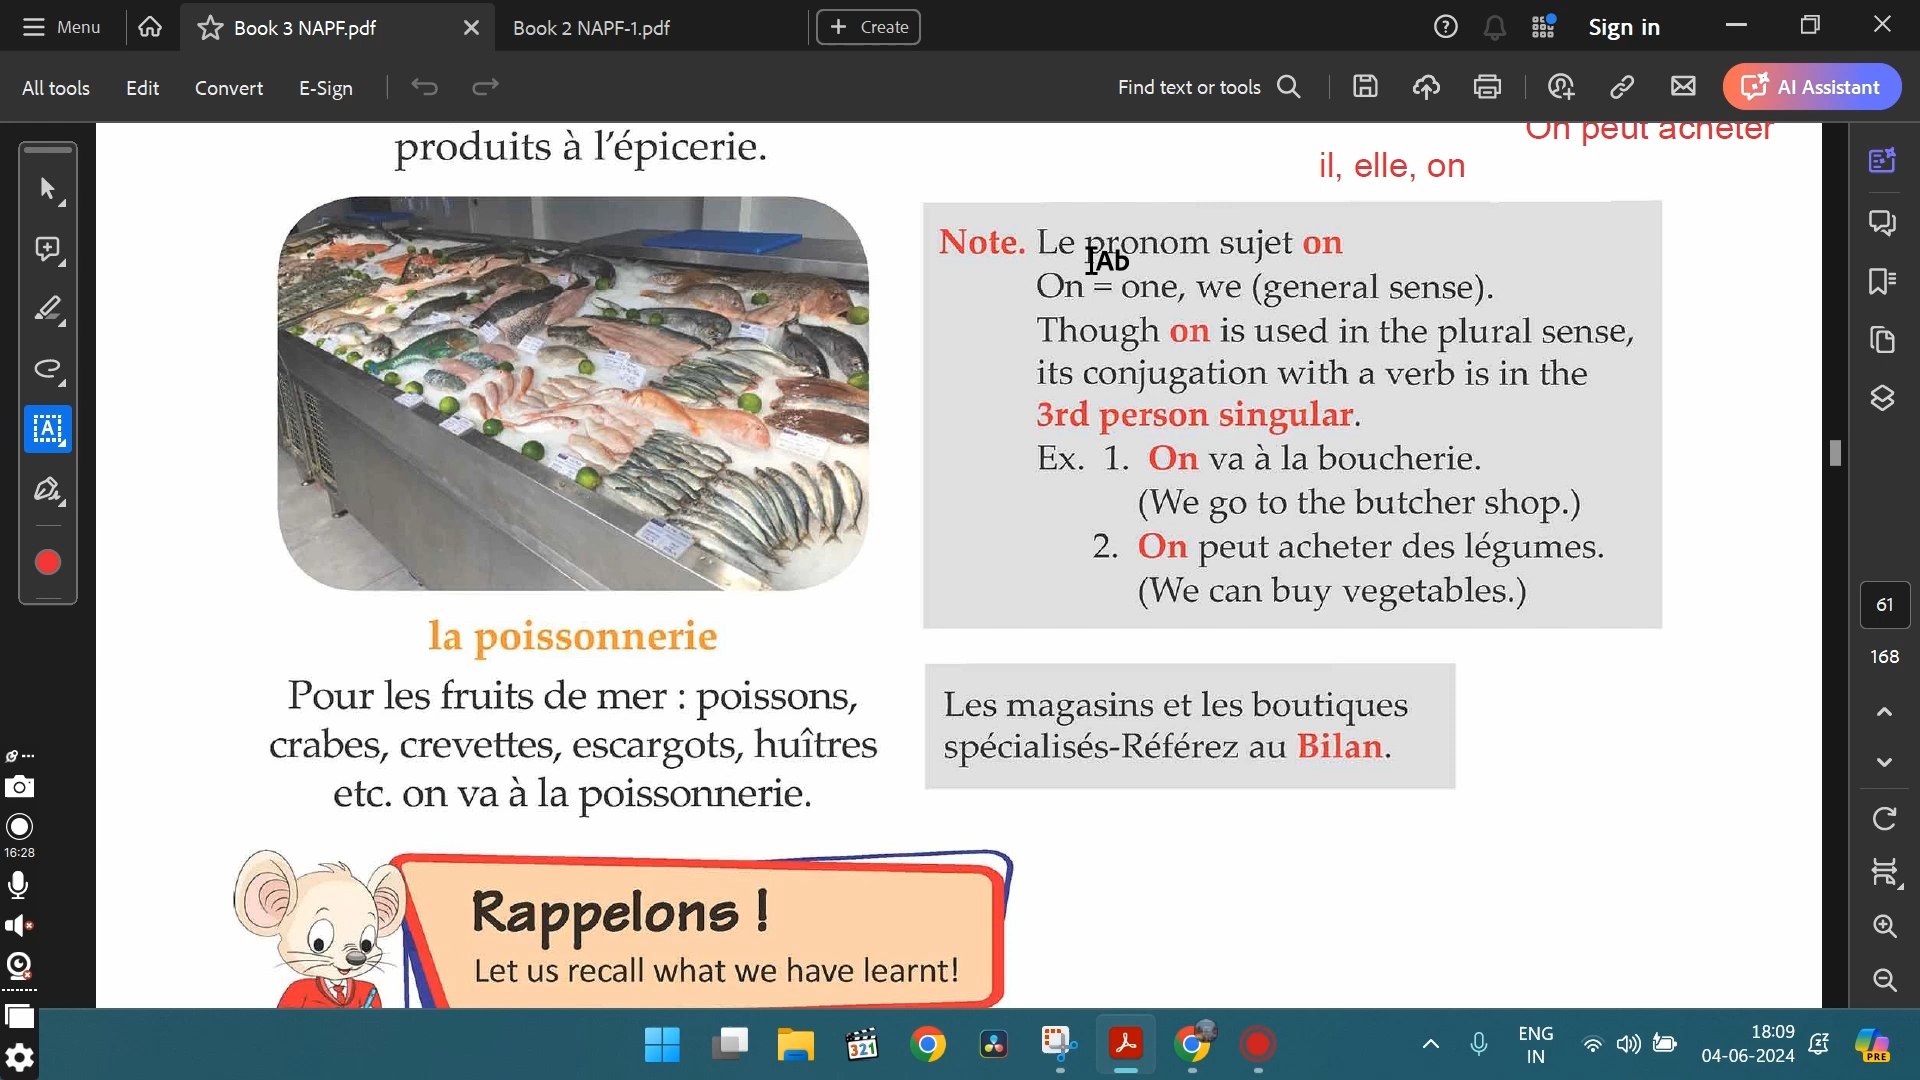 Menu
Book 3 NAPF.pdf
Book 2 NAPF-1.pdf
Create
Sign in
All tools
Edit
Convert
E-Sign
Find text or tools
AI Assistant
produits à l'épicerie.
On peut acheter
il, elle, on
Note. Le pronom sujet on
Ab
On = one, we (general sense).
Though on is used in the plural sense,
its conjugation with a verb is in the
3rd person singular.
Ex. 1. On va à la boucherie.
(We go to the butcher shop.)
2. On peut acheter des légumes.
(We can buy vegetables.)
la poissonnerie
Pour les fruits de mer : poissons,
crabes, crevettes, escargots, huîtres
etc. on va à la poissonnerie.
Les magasins et les boutiques
spécialisés-Référez au Bilan.
Rappelons !
Let us recall what we have learnt!
61
168
16:28
321
ENG
IN
18:09
04-06-2024
PRE